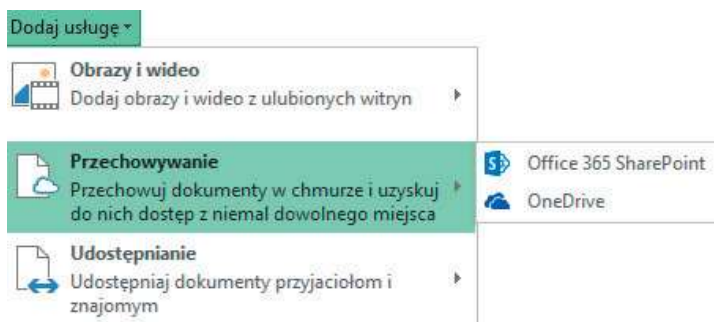 Dodaj usługę
Obrazy i wideo
Dodaj obrazy i wideo z ulubionych witryn
Przechowywanie
Przechowuj dokumenty w chmurze i uzyskuj
do nich dostęp z niemal dowolnego miejsca
Office 365 SharePoint
OneDrive
Udostępnianie
Udostępniaj dokumenty przyjaciołom i
znajomym